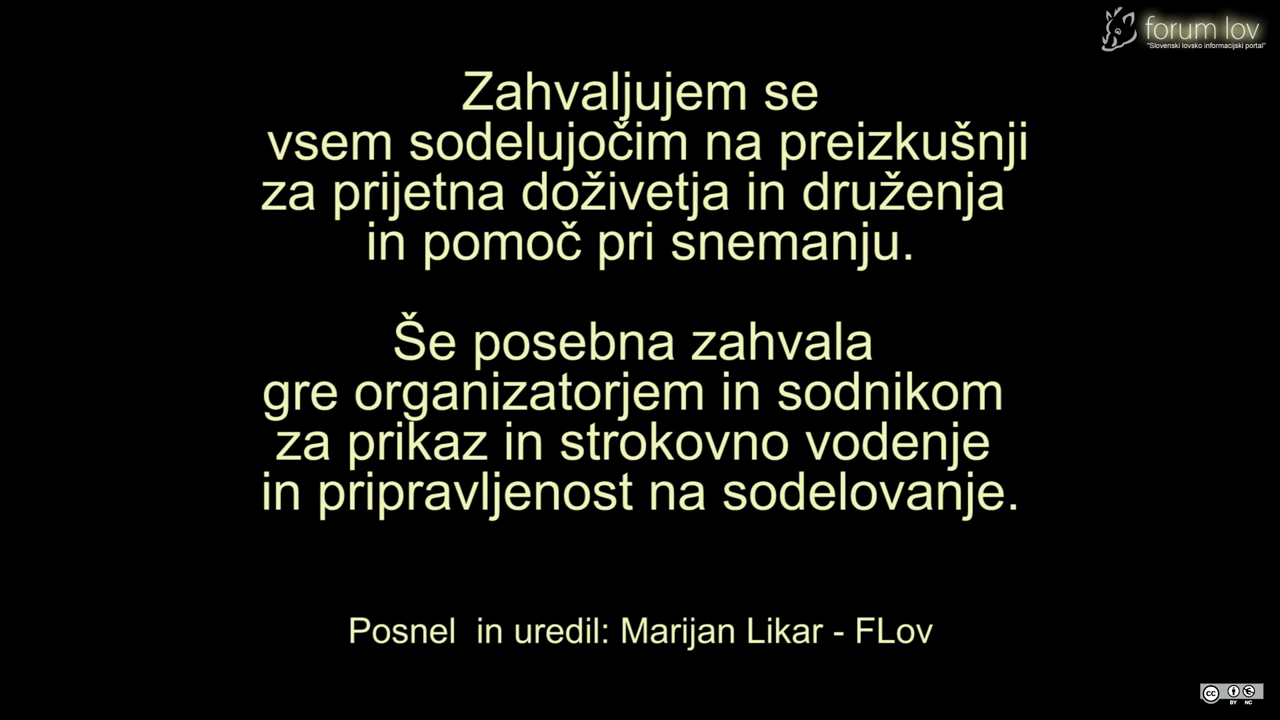 forum lov
"Slovenski lovsko informacijski portal"
Zahvaljujem se
vsem sodelujočim na preizkušnji
za prijetna doživetja in druženja
in pomoč pri snemanju.
Še posebna zahvala
gre organizatorjem in sodnikom
za prikaz in strokovno vodenje
in pripravljenost na sodelovanje.
Posnel in uredil: Marijan Likar - FLov
cc
BY NC